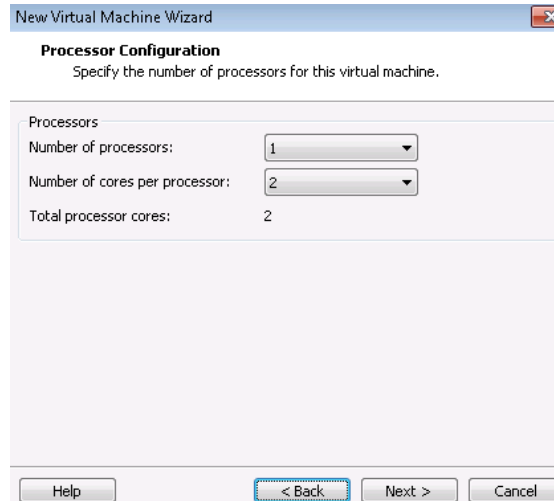 New Virtual Machine Wizard
Processor Configuration
Specify the number of processors for this virtual machine.
Processors
Number of processors: 1
Number of cores per processor: 2
Total processor cores: 2
Help < Back Next > Cancel